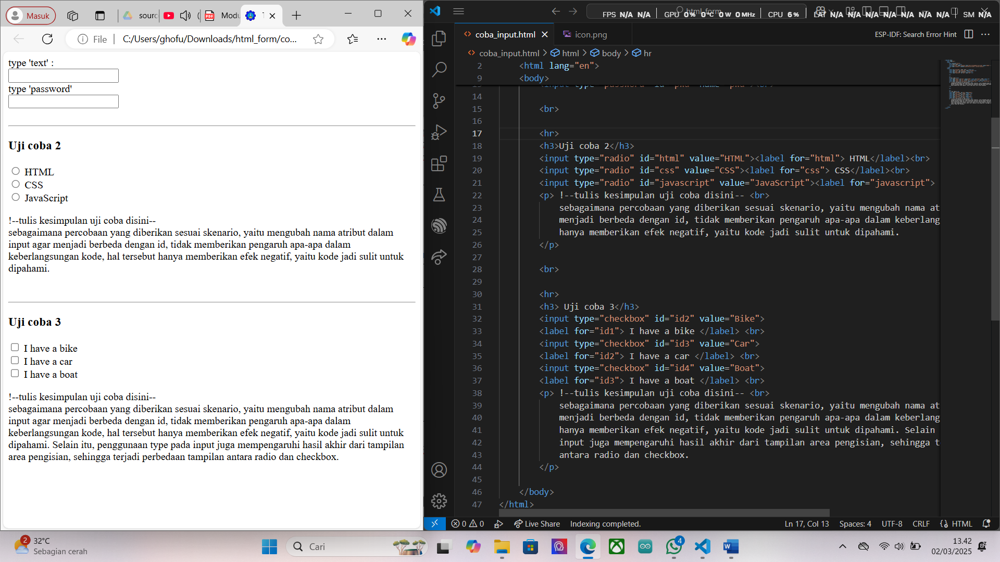 Masuk
sourc
(
Modu
T
File
C:/Users/ghofu/Downloads/html_form/co...
type 'text' :
type 'password'
Uji coba 2
HTML
CSS
JavaScript
!--tulis kesimpulan uji coba disini--
sebagaimana percobaan yang diberikan sesuai skenario, yaitu mengubah nama atribut dalam
input agar menjadi berbeda dengan id, tidak memberikan pengaruh apa-apa dalam
keberlangsungan kode, hal tersebut hanya memberikan efek negatif, yaitu kode jadi sulit untuk
dipahami.
Uji coba 3
I have a bike
I have a car
I have a boat
!--tulis kesimpulan uji coba disini--
sebagaimana percobaan yang diberikan sesuai skenario, yaitu mengubah nama atribut dalam
input agar menjadi berbeda dengan id, tidak memberikan pengaruh apa-apa dalam
keberlangsungan kode, hal tersebut hanya memberikan efek negatif, yaitu kode jadi sulit untuk
dipahami. Selain itu, penggunaan type pada input juga mempengaruhi hasil akhir dari tampilan
area pengisian, sehingga terjadi perbedaan tampilan antara radio dan checkbox.
html_form
FPS N/A N/A GPU 0% 0°C 0W 0MHz CPU 6% LAT N/A N/A N/A N/A N/A N/A N/A SM N/A
coba_input.html
icon.png
ESP-IDF: Search Error Hint
coba_input.html > html > body > hr
2 <html lang="en">
9 <body>
14
15 <br>
16
17 <hr>
18 <h3>Uji coba 2</h3>
19 <input type="radio" id="html" value="HTML"><label for="html"> HTML</label><br>
20 <input type="radio" id="css" value="CSS"><label for="css"> CSS</label><br>
21 <input type="radio" id="javascript" value="JavaScript"><label for="javascript">
22 <p> !--tulis kesimpulan uji coba disini-- <br>
23 sebagaimana percobaan yang diberikan sesuai skenario, yaitu mengubah nama at
24 menjadi berbeda dengan id, tidak memberikan pengaruh apa-apa dalam keberlang
25 hanya memberikan efek negatif, yaitu kode jadi sulit untuk dipahami.
26 </p>
27
28 <br>
29
30 <hr>
31 <h3> Uji coba 3</h3>
32 <input type="checkbox" id="id2" value="Bike">
33 <label for="id1"> I have a bike </label> <br>
34 <input type="checkbox" id="id3" value="Car">
35 <label for="id2"> I have a car </label> <br>
36 <input type="checkbox" id="id4" value="Boat">
37 <label for="id3"> I have a boat </label> <br>
38 <p> !--tulis kesimpulan uji coba disini-- <br>
39 sebagaimana percobaan yang diberikan sesuai skenario, yaitu mengubah nama at
40 menjadi berbeda dengan id, tidak memberikan pengaruh apa-apa dalam keberlang
41 hanya memberikan efek negatif, yaitu kode jadi sulit untuk dipahami. Selain
42 input juga mempengaruhi hasil akhir dari tampilan area pengisian, sehingga t
43 antara radio dan checkbox.
44 </p>
45
46 </body>
47 </html>
0 0 Live Share Indexing completed. Ln 17, Col 13 Spaces: 4 UTF-8 CRLF HTML
2
32°C
Sebagian cerah
Cari
4
13.42
02/03/2025